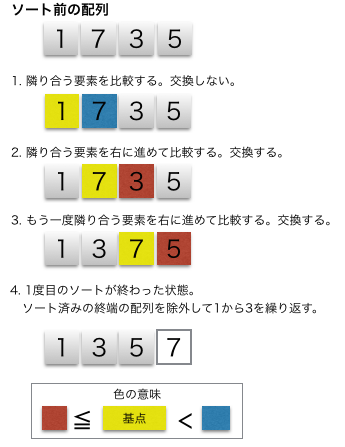 ソート前の配列
1 7 3 5
1. 隣り合う要素を比較する。交換しない。
1 7 3 5
2. 隣り合う要素を右に進めて比較する。交換する。
1 7 3 5
3. もう一度隣り合う要素を右に進めて比較する。交換する。
1 3 7 5
4. 1度目のソートが終わった状態。
ソート済みの終端の配列を除外して1から3を繰り返す。
1 3 5 7
色の意味
≦ 基点 <